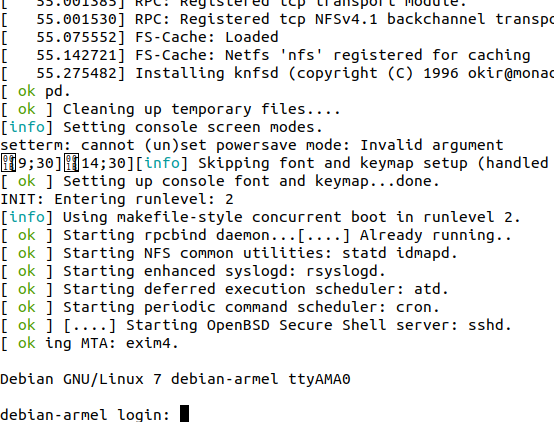 [   55.001385] RPC: Registered tcp transport module.
[   55.001530] RPC: Registered tcp NFSv4.1 backchannel transpo
[   55.075552] FS-Cache: Loaded
[   55.142721] FS-Cache: Netfs 'nfs' registered for caching
[   55.275482] Installing knfsd (copyright (C) 1996 okir@monad
[ ok pd.
[ ok ] Cleaning up temporary files....
[info] Setting console screen modes.
setterm: cannot (un)set powersave mode: Invalid argument
[9;30][14;30][info] Skipping font and keymap setup (handled
[ ok ] Setting up console font and keymap...done.
INIT: Entering runlevel: 2
[info] Using makefile-style concurrent boot in runlevel 2.
[ ok ] Starting rpcbind daemon...[....] Already running..
[ ok ] Starting NFS common utilities: statd idmapd.
[ ok ] Starting enhanced syslogd: rsyslogd.
[ ok ] Starting deferred execution scheduler: atd.
[ ok ] Starting periodic command scheduler: cron.
[ ok ] [....] Starting OpenBSD Secure Shell server: sshd.
[ ok ing MTA: exim4.
Debian GNU/Linux 7 debian-armel ttyAMA0
debian-armel login: